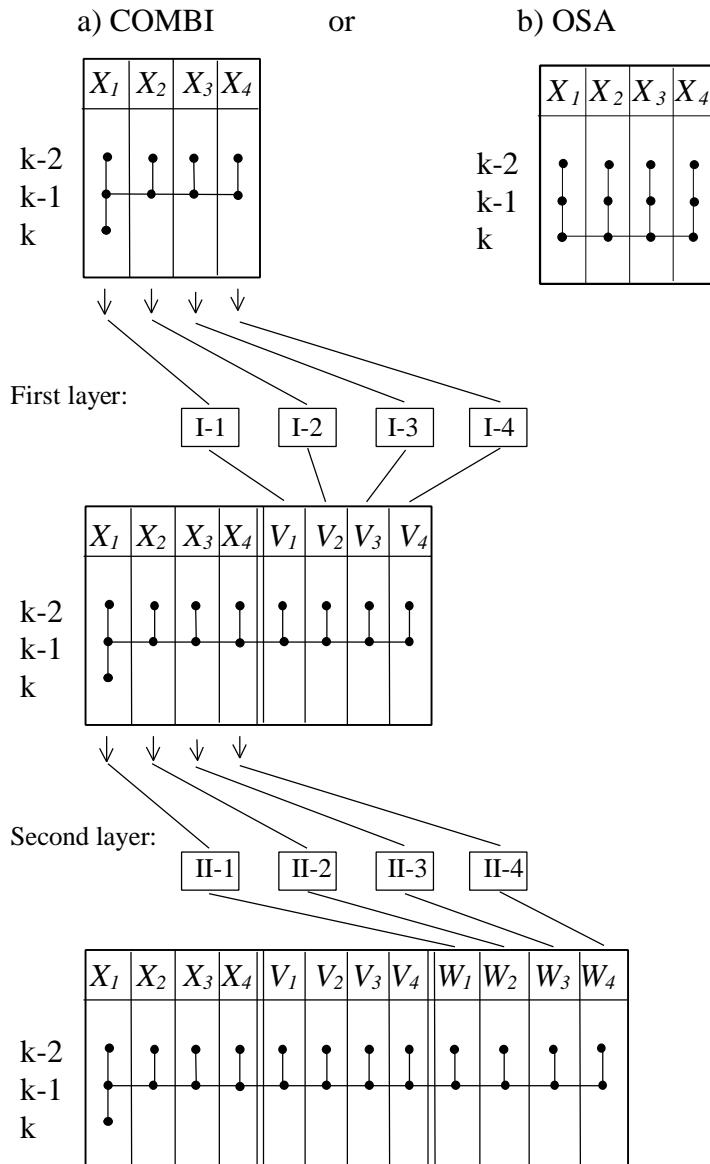 a) COMBI or b) OSA
X1 X2 X3 X4
k-2
k-1
k
X1 X2 X3 X4
k-2
k-1
k
First layer:
I-1 I-2 I-3 I-4
X1 X2 X3 X4 V1 V2 V3 V4
k-2
k-1
k
Second layer:
II-1 II-2 II-3 II-4
X1 X2 X3 X4 V1 V2 V3 V4 W1 W2 W3 W4
k-2
k-1
k